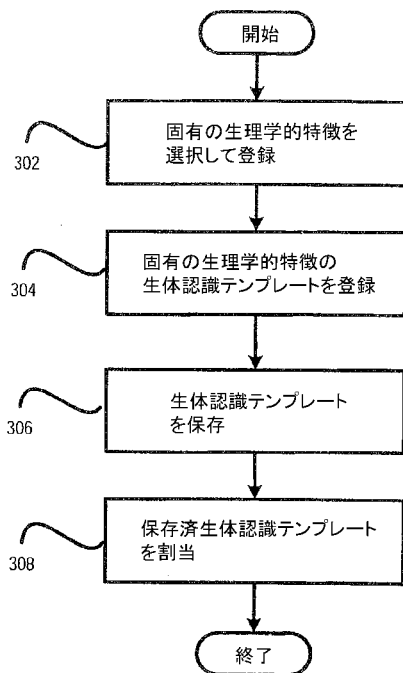 開始
302
固有の生理学的特徴を
選択して登録
304
固有の生理学的特徴の
生体認識テンプレートを登録
306
生体認識テンプレート
を保存
308
保存済生体認識テンプレート
を割当
終了